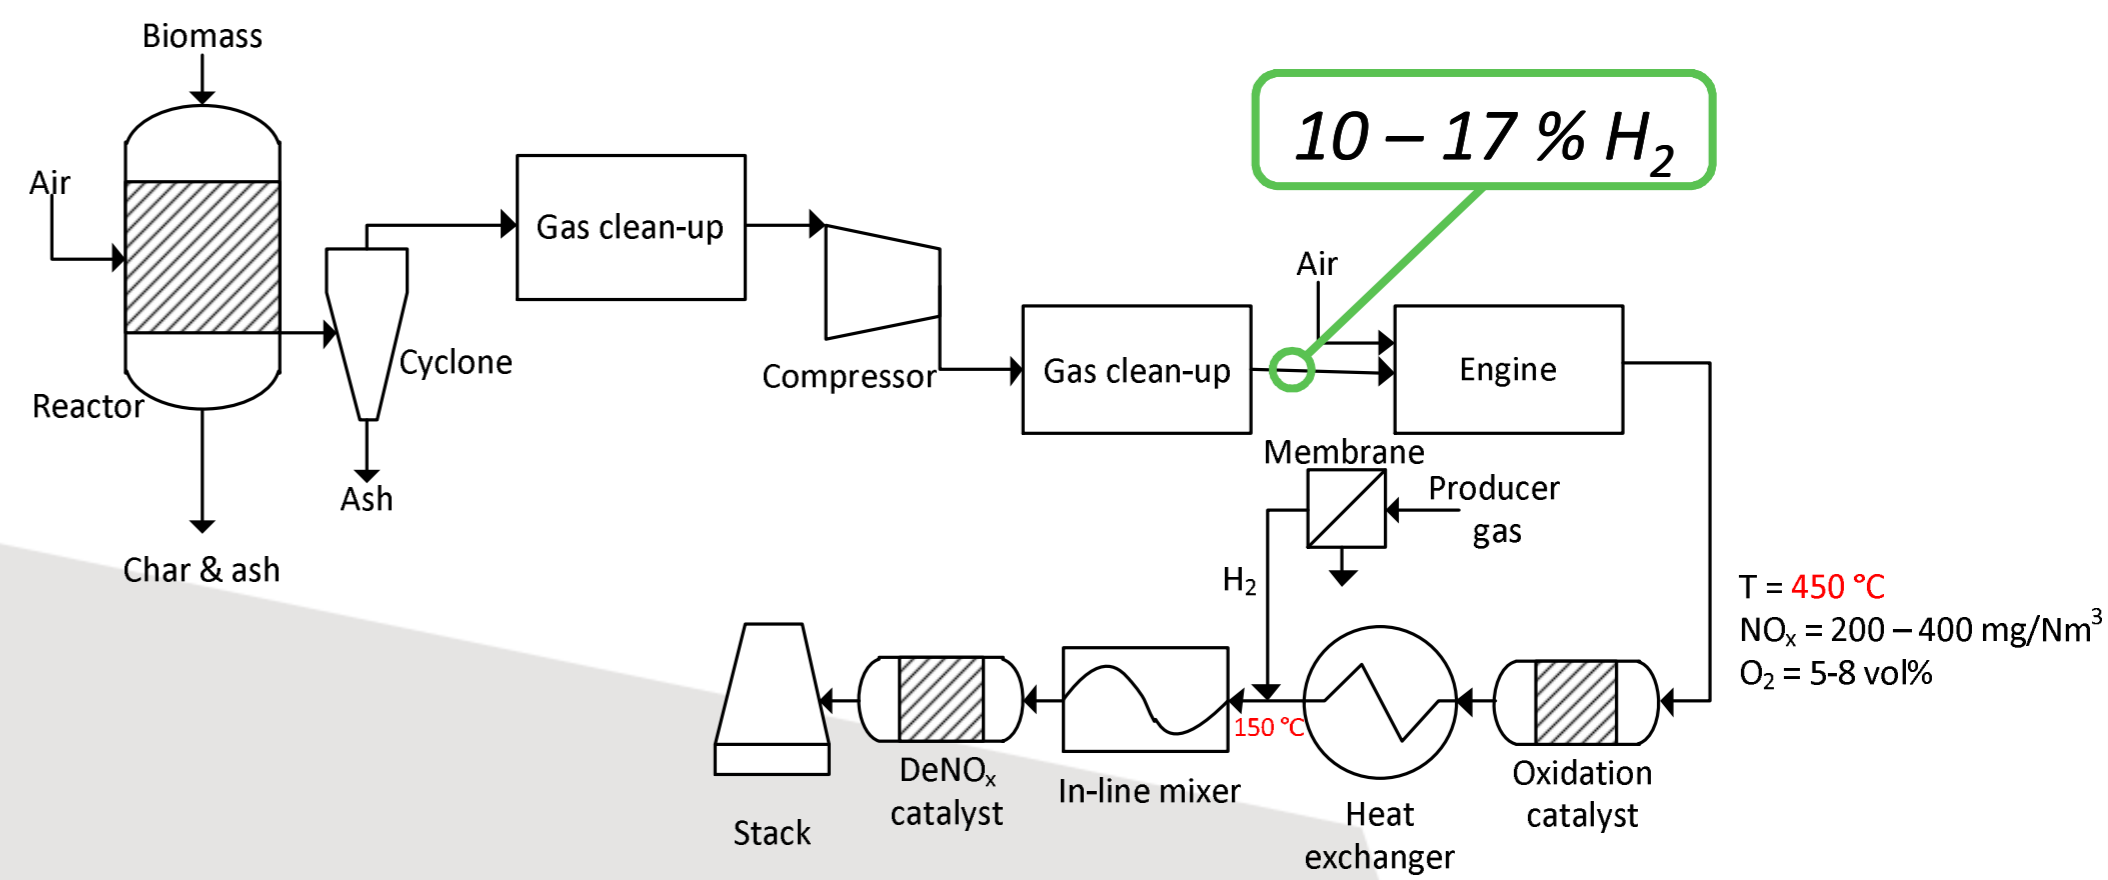 Biomass
Air
Reactor
Char & ash
Cyclone
Ash
Gas clean-up
Compressor
Gas clean-up
10 – 17 % H₂
Air
Engine
Membrane
Producer
gas
H₂
T = 450 °C
NOₓ = 200 – 400 mg/Nm³
O₂ = 5-8 vol%
Oxidation
catalyst
Heat
exchanger
150 °C
In-line mixer
DeNOₓ
catalyst
Stack